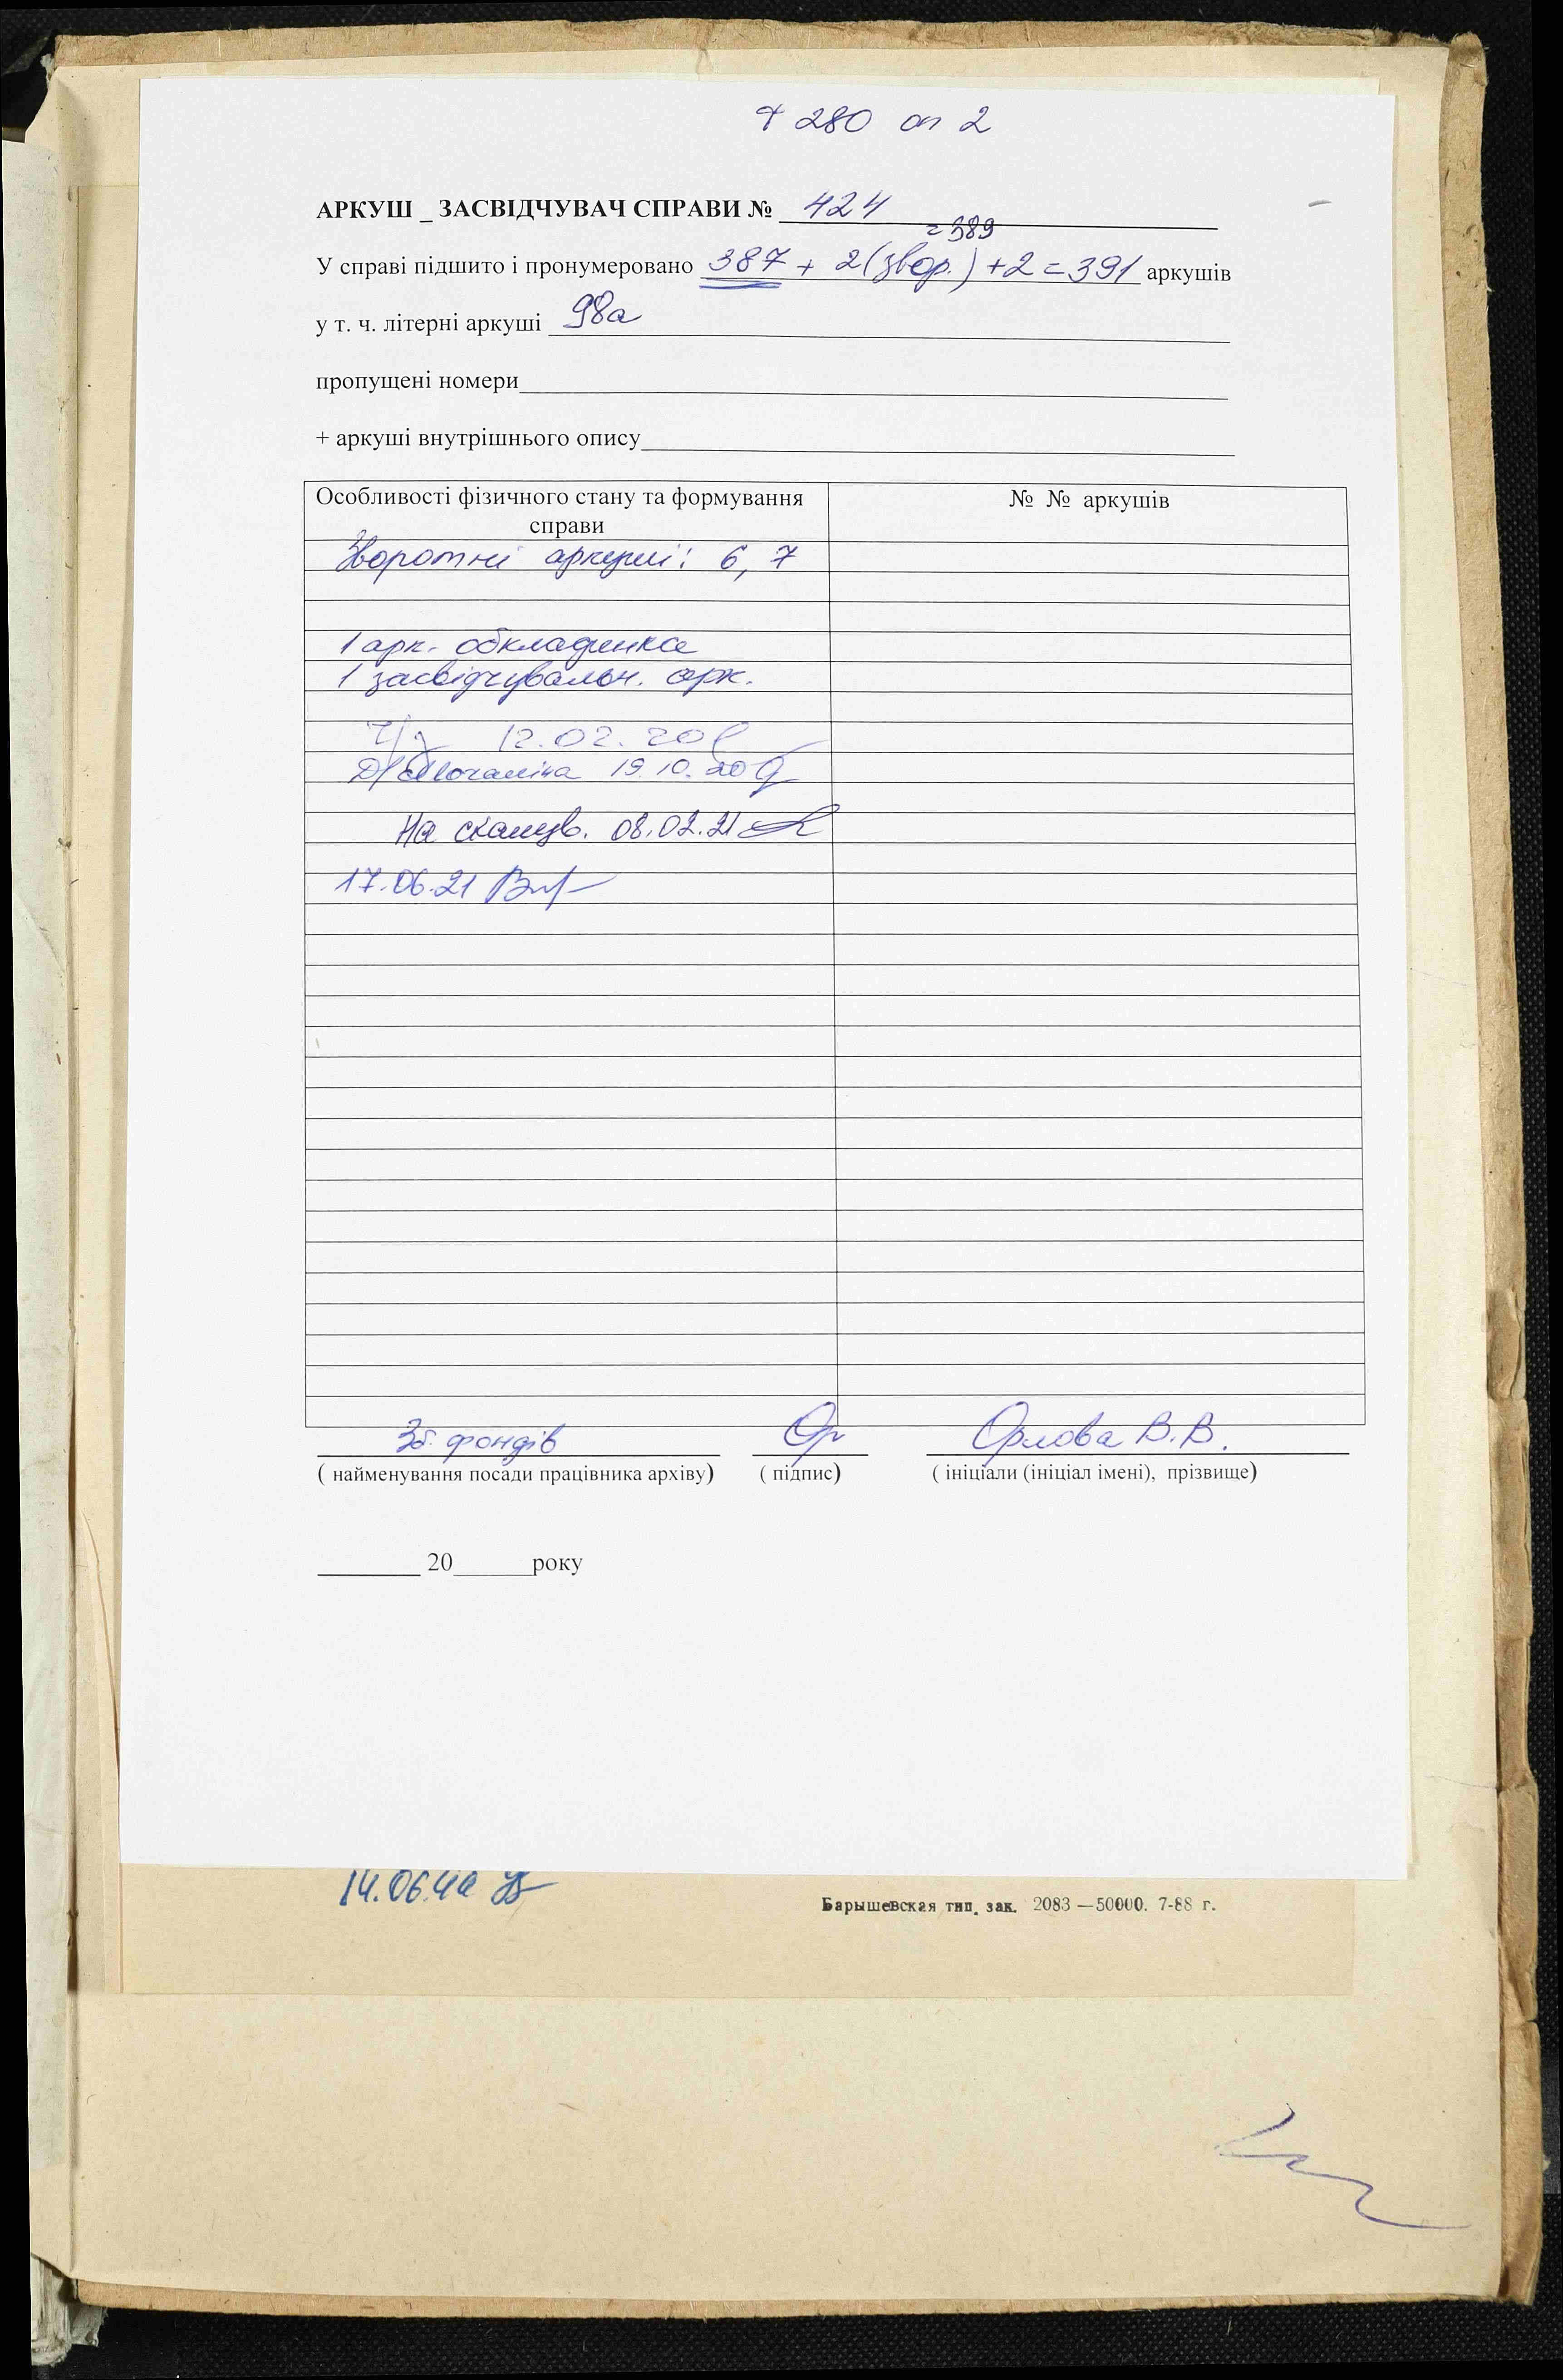 Ф 280 оп 2
АРКУШ _ ЗАСВІДЧУВАЧ СПРАВИ № 424
=389
У справі підшито і пронумеровано 387 + 2 (звор.) + 2 = 391 аркушів
у т. ч. літерні аркуші 98а
пропущені номери
+ аркуші внутрішнього опису
Особливості фізичного стану та формування справи
№ № аркушів
Зворотні аркуші: 6, 7
1 арк. обкладинка
1 засвідчувальн. арк.
12.02.20
19.10.20
На сканув. 08.02.21
17.06.21
Зб. фондів Ор Орлова В.В.
( найменування посади працівника архіву) ( підпис) ( ініціали (ініціал імені), прізвище)
20 року
14.06.
Барышевская тип. зак. 2083 —50000. 7-88 г.